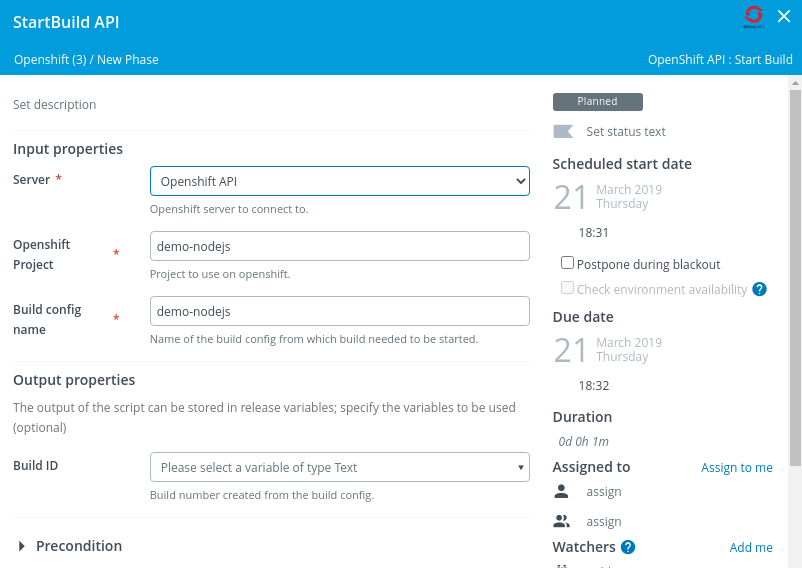 StartBuild API
Openshift (3) / New Phase
OpenShift API : Start Build
Set description
Input properties
Server *
Openshift API
Openshift server to connect to.
Openshift
Project *
demo-nodejs
Project to use on openshift.
Build config
name *
demo-nodejs
Name of the build config from which build needed to be started.
Output properties
The output of the script can be stored in release variables; specify the variables to be used
(optional)
Build ID
Please select a variable of type Text
Build number created from the build config.
Precondition
Planned
Set status text
Scheduled start date
21
March 2019
Thursday
18:31
Postpone during blackout
Check environment availability ?
Due date
21
March 2019
Thursday
18:32
Duration
0d 0h 1m
Assigned to
Assign to me
assign
assign
Watchers ?
Add me